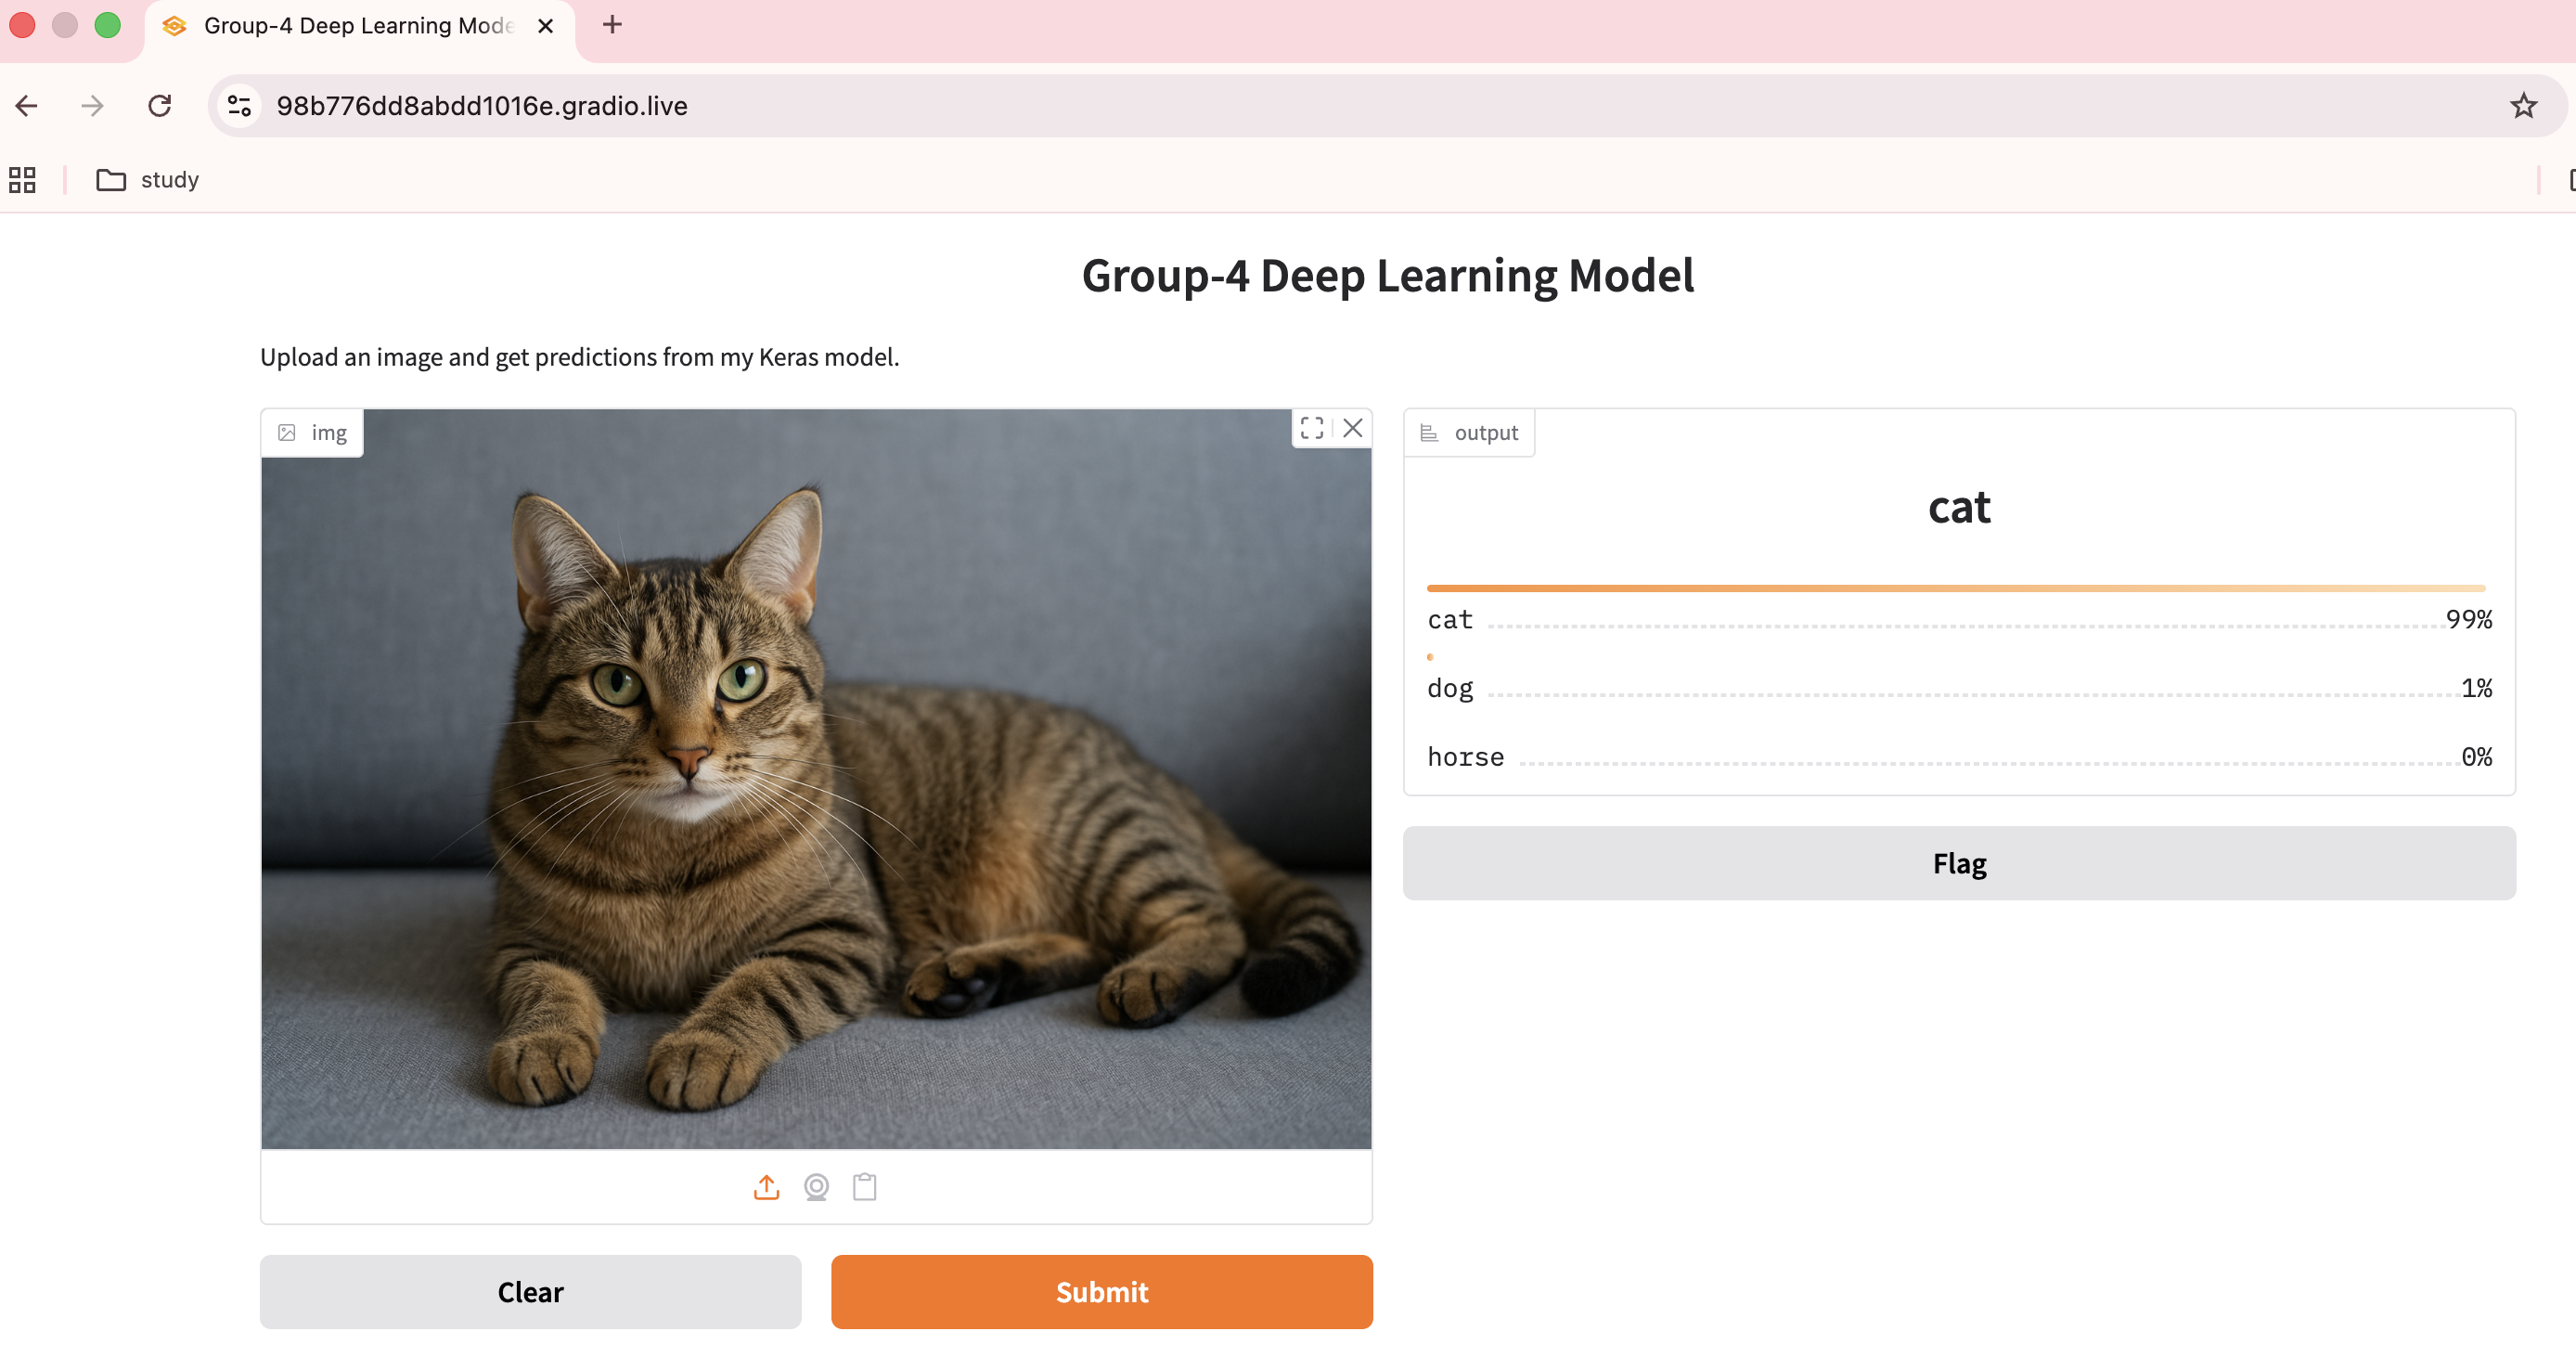 Group-4 Deep Learning Mode
98b776dd8abdd1016e.gradio.live
study
Group-4 Deep Learning Model
Upload an image and get predictions from my Keras model.
img
output
cat
cat 99%
dog 1%
horse 0%
Flag
Clear
Submit